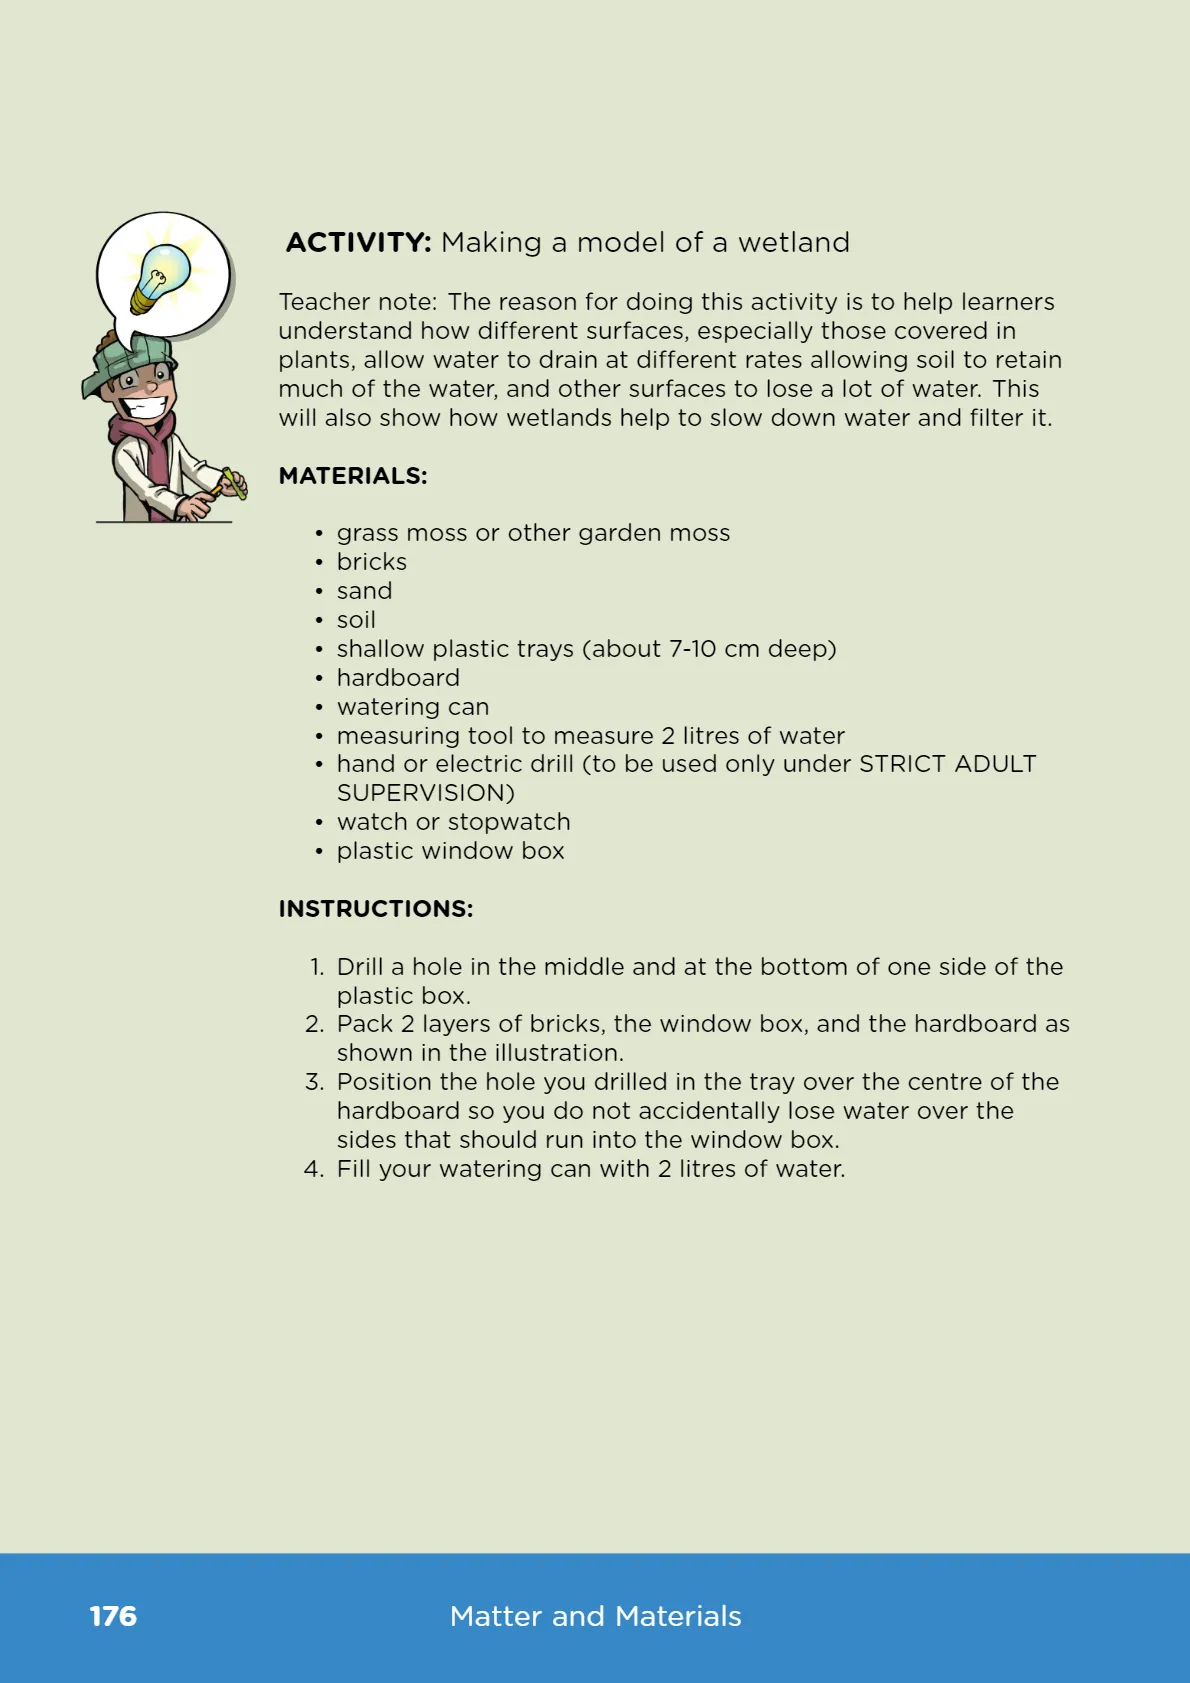 ACTIVITY: Making a model of a wetland
Teacher note: The reason for doing this activity is to help learners
understand how different surfaces, especially those covered in
plants, allow water to drain at different rates allowing soil to retain
much of the water, and other surfaces to lose a lot of water. This
will also show how wetlands help to slow down water and filter it.
MATERIALS:
• grass moss or other garden moss
• bricks
• sand
• soil
• shallow plastic trays (about 7-10 cm deep)
• hardboard
• watering can
• measuring tool to measure 2 litres of water
• hand or electric drill (to be used only under STRICT ADULT
SUPERVISION)
• watch or stopwatch
• plastic window box
INSTRUCTIONS:
1. Drill a hole in the middle and at the bottom of one side of the
plastic box.
2. Pack 2 layers of bricks, the window box, and the hardboard as
shown in the illustration.
3. Position the hole you drilled in the tray over the centre of the
hardboard so you do not accidentally lose water over the
sides that should run into the window box.
4. Fill your watering can with 2 litres of water.
176
Matter and Materials